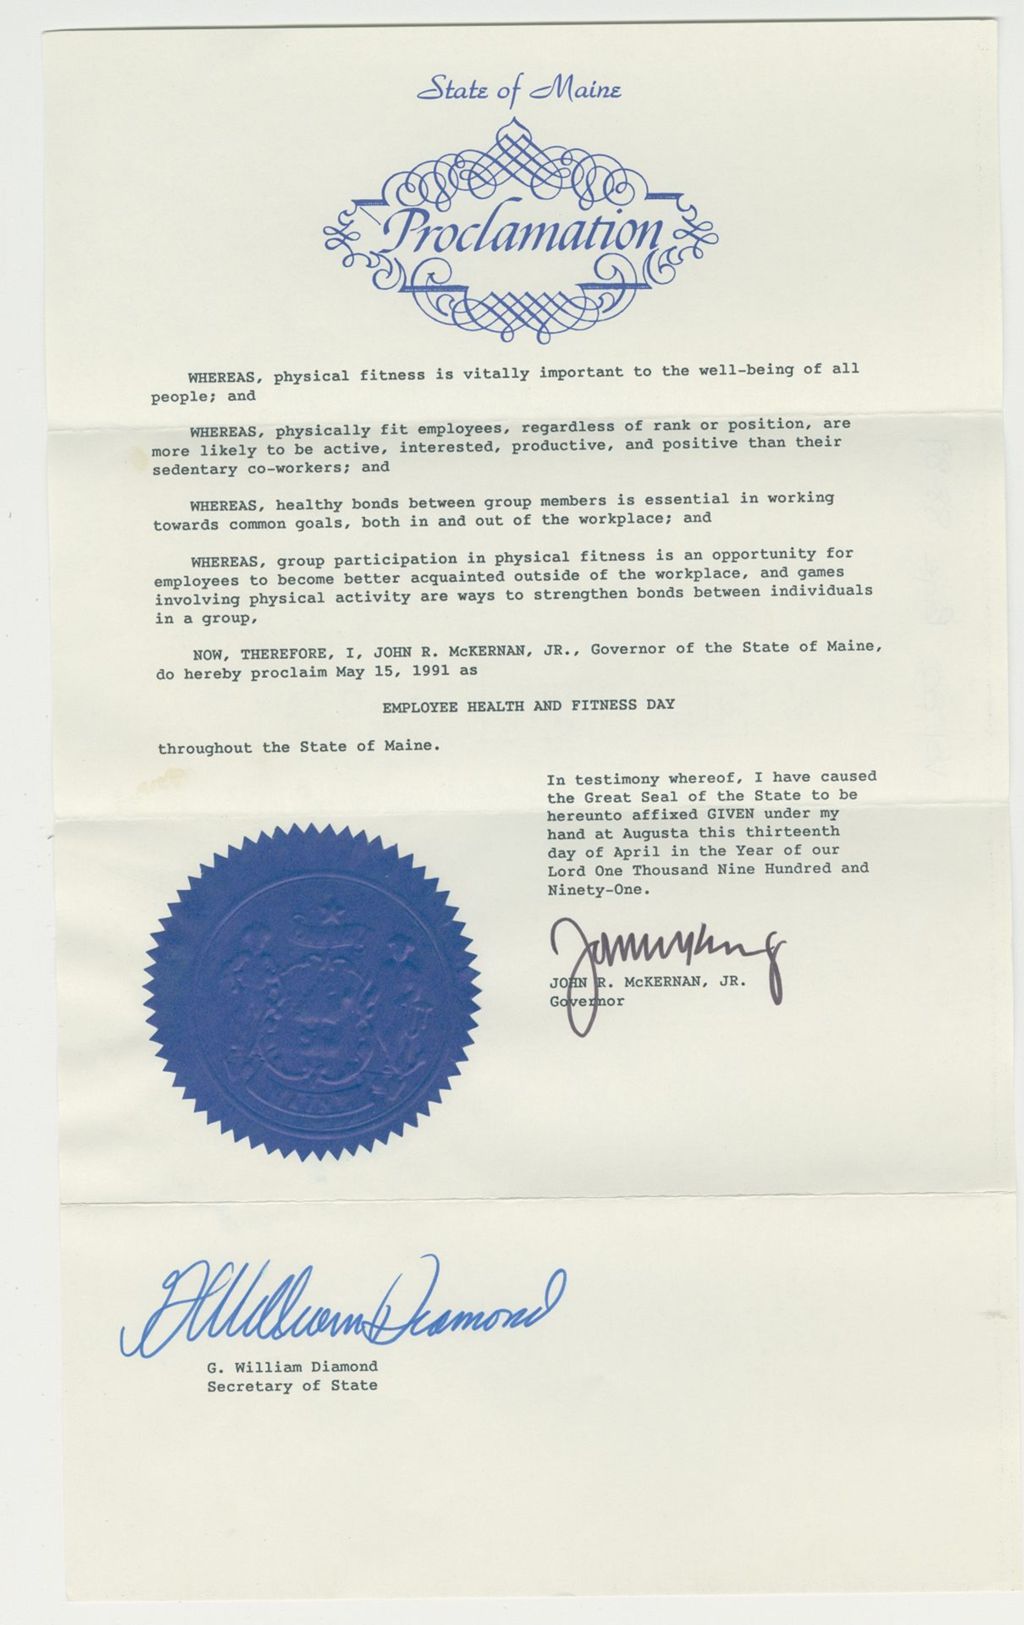 State of Maine
Proclamation
WHEREAS, physical fitness is vitally important to the well-being of all
people; and
WHEREAS, physically fit employees, regardless of rank or position, are
more likely to be active, interested, productive, and positive than their
sedentary co-workers; and
WHEREAS, healthy bonds between group members is essential in working
towards common goals, both in and out of the workplace; and
WHEREAS, group participation in physical fitness is an opportunity for
employees to become better acquainted outside of the workplace, and games
involving physical activity are ways to strengthen bonds between individuals
in a group,
NOW, THEREFORE, I, JOHN R. McKERNAN, JR., Governor of the State of Maine,
do hereby proclaim May 15, 1991 as
EMPLOYEE HEALTH AND FITNESS DAY
throughout the State of Maine.
In testimony whereof, I have caused
the Great Seal of the State to be
hereunto affixed GIVEN under my
hand at Augusta this thirteenth
day of April in the Year of our
Lord One Thousand Nine Hundred and
Ninety-One.
JOHN R. McKERNAN, JR.
Governor
G William Diamond
G. William Diamond
Secretary of State